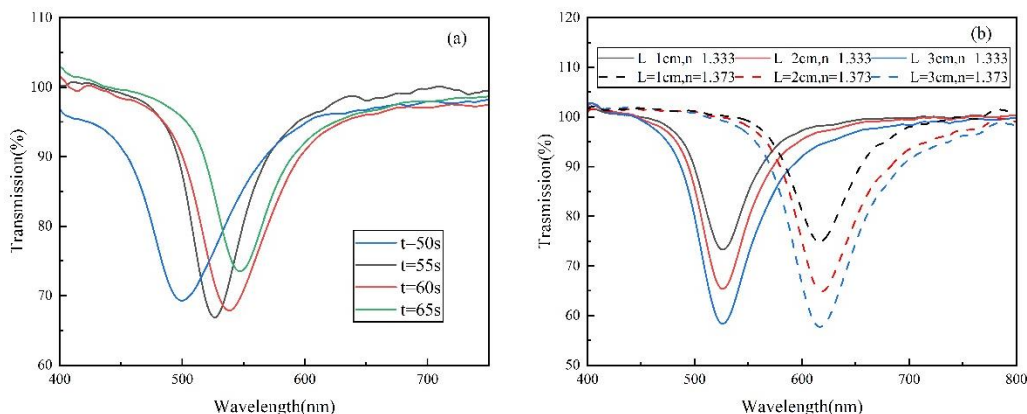 (a)
110
100
90
80
70
60
Transmission(%)
t=50s
t=55s
t=60s
t=65s
400
500
600
700
Wavelength(nm)
(b)
120
110
100
90
80
70
60
50
Trasmission(%)
L=1cm,n=1.333
L=2cm,n=1.333
L=3cm,n=1.333
L=1cm,n=1.373
L=2cm,n=1.373
L=3cm,n=1.373
400
500
600
700
800
Wavelength(nm)